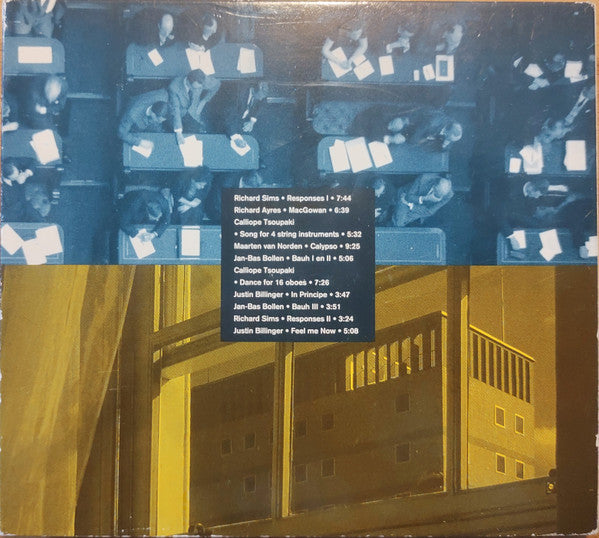 Richard Sims • Responses I • 7:44
Richard Ayres • MacGowan • 6:39
Calliope Tsoupaki
• Song for 4 string instruments • 5:32
Maarten van Norden • Calypso • 9:25
Jan-Bas Bollen • Bauh I en II • 5:06
Calliope Tsoupaki
• Dance for 16 oboes • 7:26
Justin Billinger • In Principe • 3:47
Jan-Bas Bollen • Bauh III • 3:51
Richard Sims • Responses II • 3:24
Justin Billinger • Feel me Now • 5:08